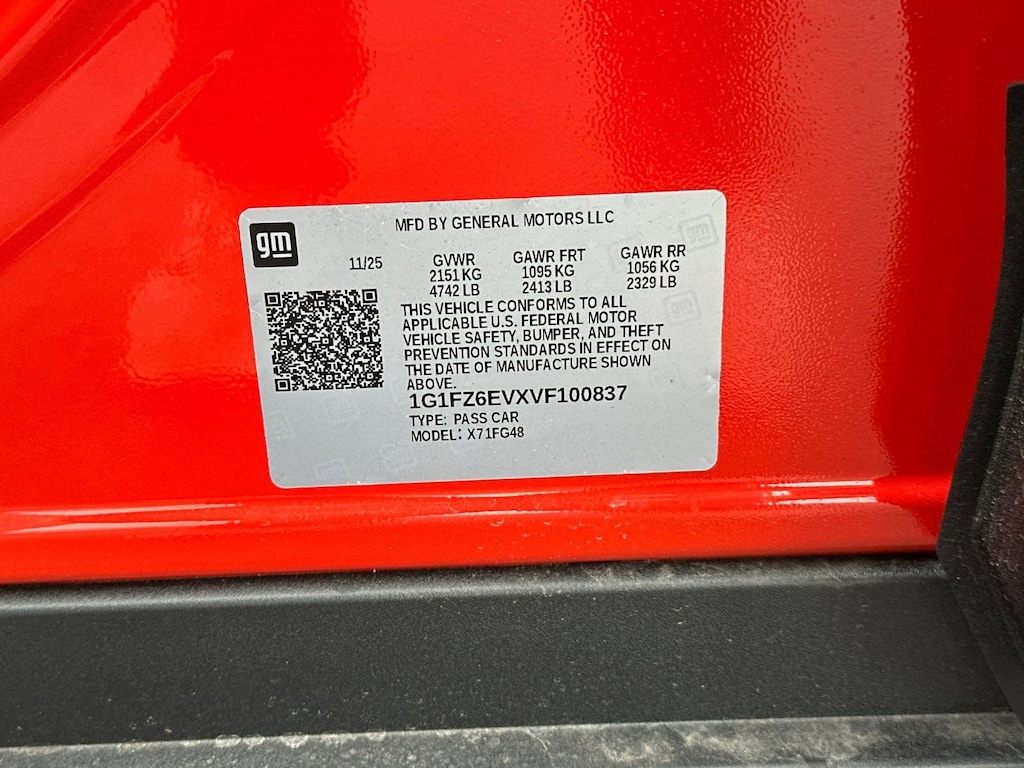 MFD BY GENERAL MOTORS LLC
gm
11/25
GVWR GAWR FRT GAWR RR
2151 KG 1095 KG 1056 KG
4742 LB 2413 LB 2329 LB
THIS VEHICLE CONFORMS TO ALL
APPLICABLE U.S. FEDERAL MOTOR
VEHICLE SAFETY, BUMPER, AND THEFT
PREVENTION STANDARDS IN EFFECT ON
THE DATE OF MANUFACTURE SHOWN
ABOVE.
1G1FZ6EVXVF100837
TYPE: PASS CAR
MODEL: X71FG48